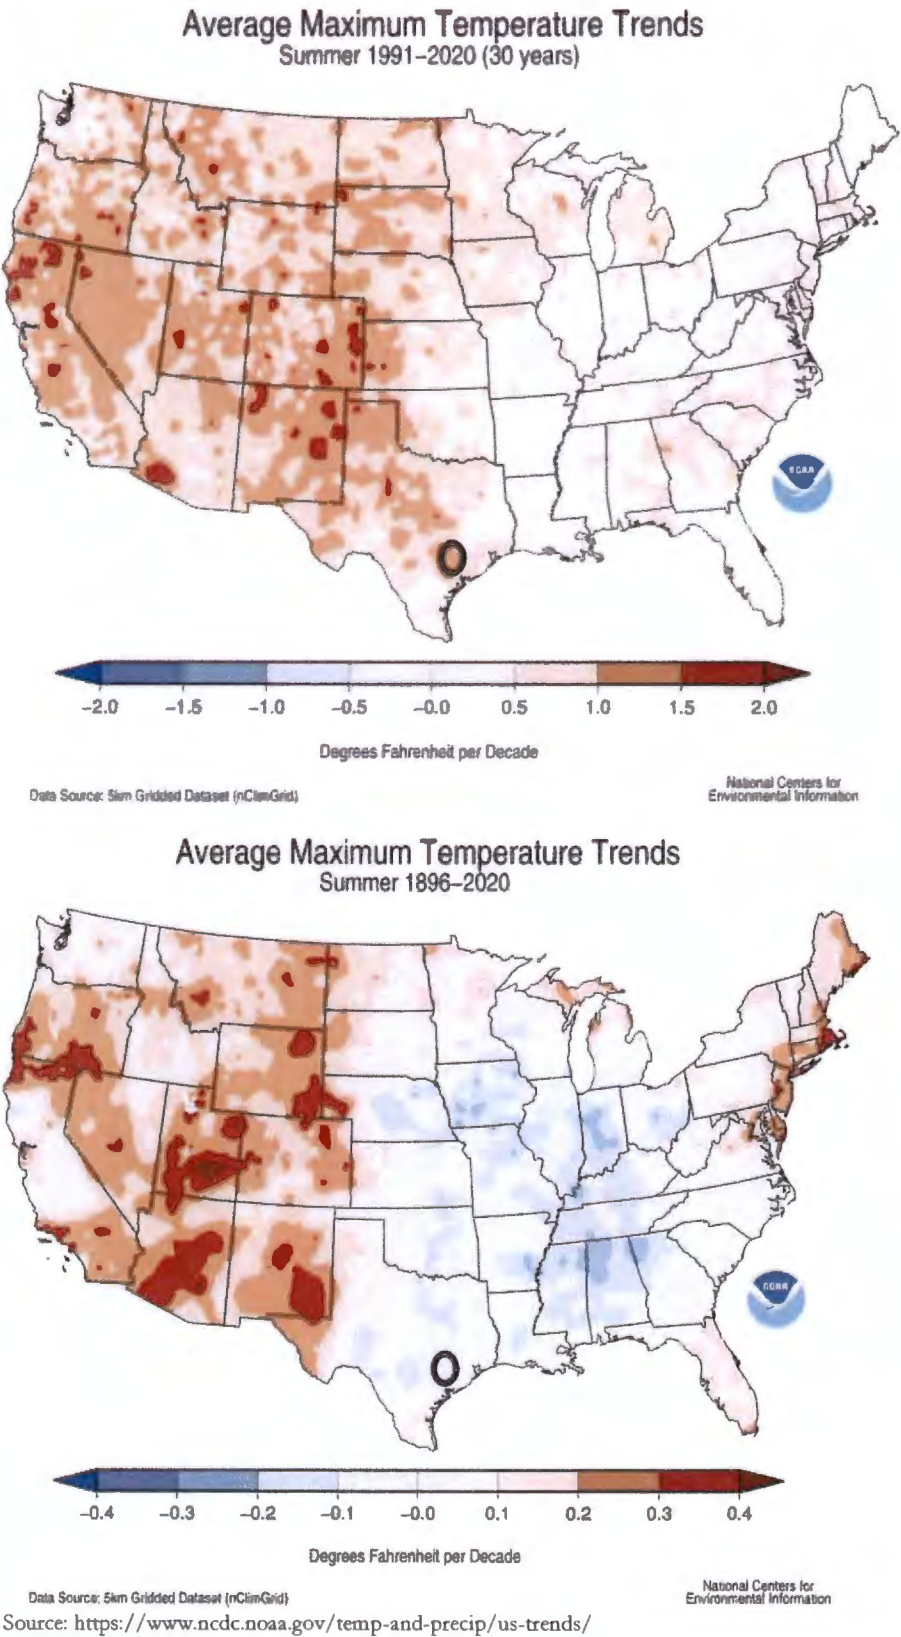 Average Maximum Temperature Trends
Summer 1991–2020 (30 years)
NOAA
−2.0 −1.5 −1.0 −0.5 −0.0 0.5 1.0 1.5 2.0
Degrees Fahrenheit per Decade
Data Source: 5km Gridded Dataset (nClimGrid)
National Centers for
Environmental Information
Average Maximum Temperature Trends
Summer 1896–2020
NOAA
−0.4 −0.3 −0.2 −0.1 −0.0 0.1 0.2 0.3 0.4
Degrees Fahrenheit per Decade
Data Source: 5km Gridded Dataset (nClimGrid)
National Centers for
Environmental Information
Source: https://www.ncdc.noaa.gov/temp-and-precip/us-trends/